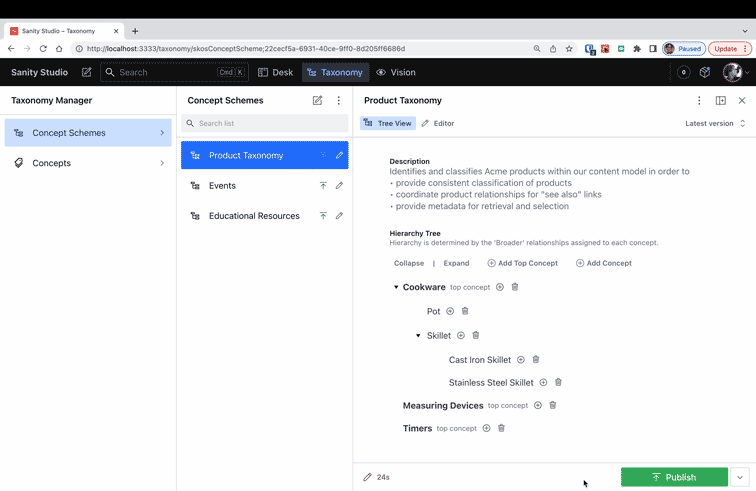 Sanity Studio – Taxonomy
http://localhost:3333/taxonomy/skosConceptScheme;22cecf5a-6931-40ce-9ff0-8d205ff6686d
2
Paused
Update
Sanity Studio
Search
Cmd K
Desk
Taxonomy
Vision
0
Taxonomy Manager
Concept Schemes
Product Taxonomy
Concept Schemes
Search list
Tree View
Editor
Latest version
Concepts
Product Taxonomy
Events
Educational Resources
Description
Identifies and classifies Acme products within our content model in order to
• provide consistent classification of products
• coordinate product relationships for "see also" links
• provide metadata for retrieval and selection
Hierarchy Tree
Hierarchy is determined by the 'Broader' relationships assigned to each concept.
Collapse | Expand Add Top Concept Add Concept
Cookware top concept
Pot
Skillet
Cast Iron Skillet
Stainless Steel Skillet
Measuring Devices top concept
Timers top concept
24s
Publish